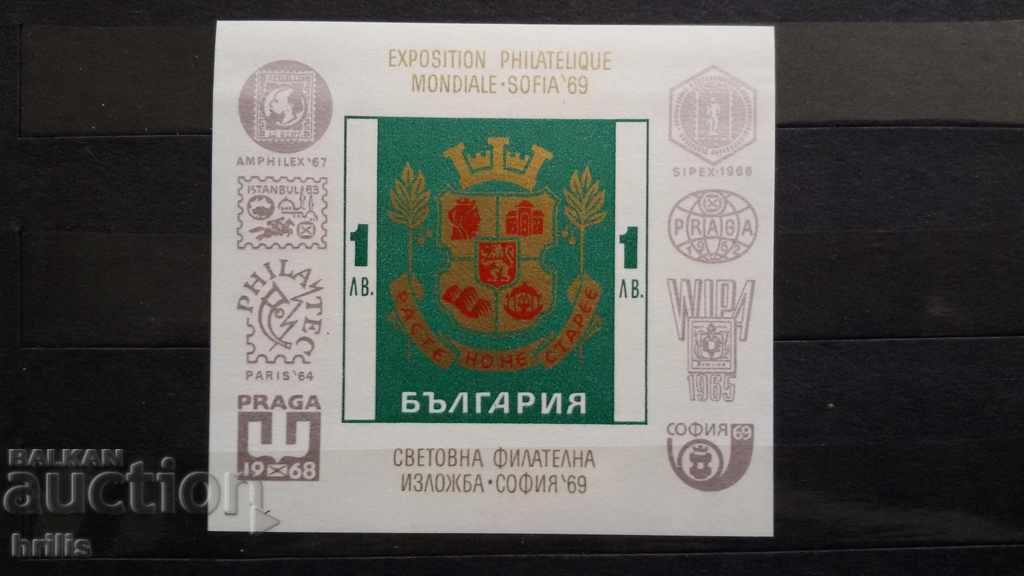 EXPOSITION PHILATELIQUE
MONDIALE·SOFIA'69
AMPHILEX'67
ISTANBUL'63
PHILATEC
PARIS'64
PRAGA
1968
SIPEX-1966
PRAGA
1962
WIPA
1965
СОФИЯ 69
1
ЛВ.
1
ЛВ.
РАСТЕ НО НЕ СТАРЕЕ
БЪЛГАРИЯ
СВЕТОВНА ФИЛАТЕЛНА
ИЗЛОЖБА·СОФИЯ'69
BALKAN
auction
hrilis